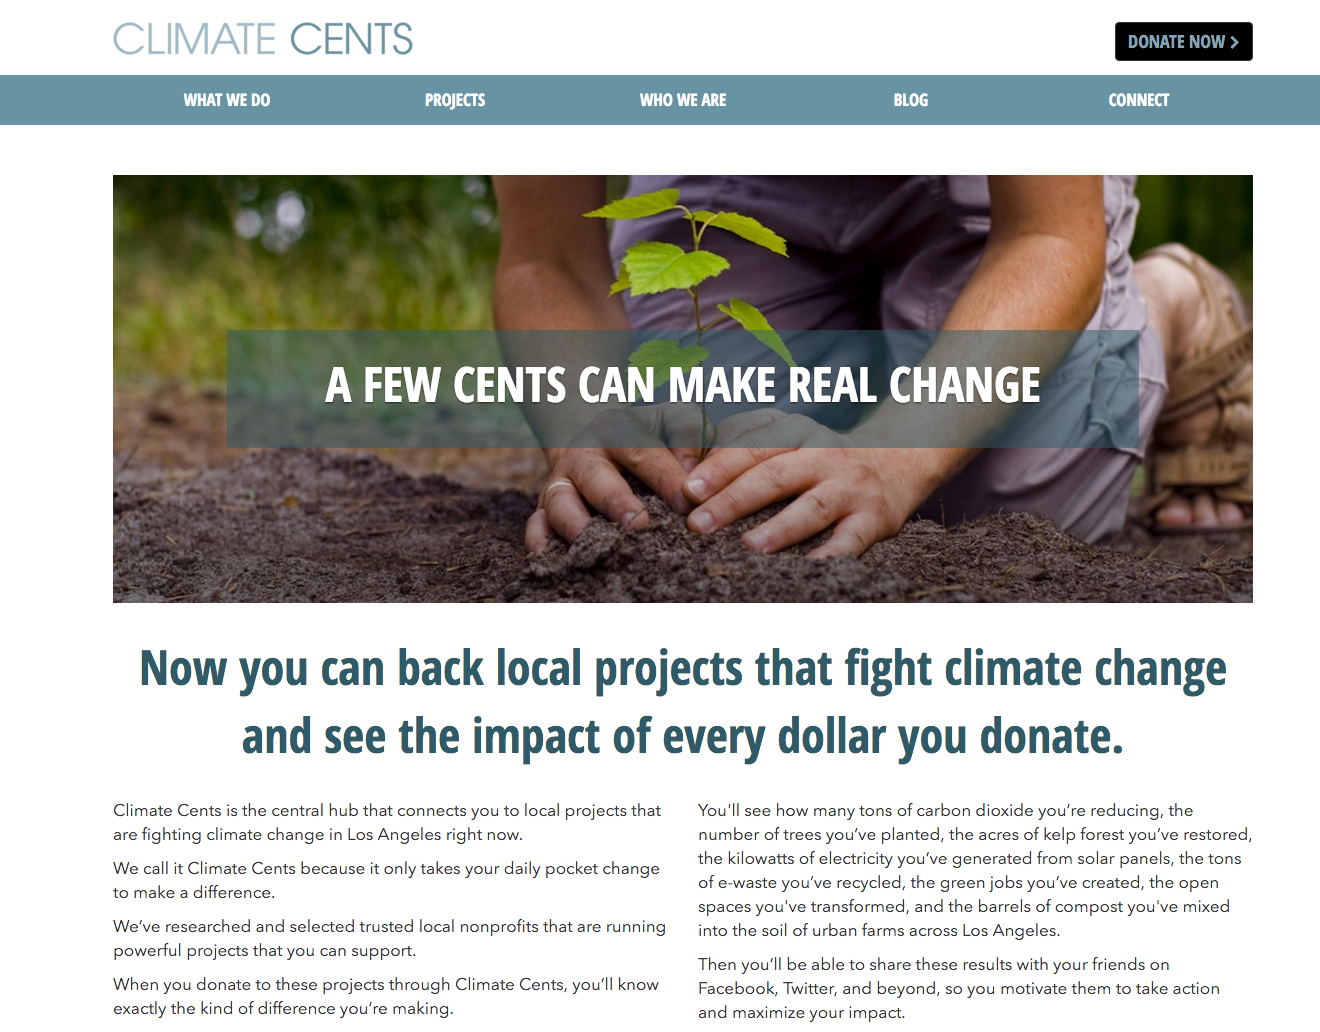 CLIMATE CENTS
DONATE NOW
WHAT WE DO
PROJECTS
WHO WE ARE
BLOG
CONNECT
A FEW CENTS CAN MAKE REAL CHANGE
Now you can back local projects that fight climate change
and see the impact of every dollar you donate.
Climate Cents is the central hub that connects you to local projects that
are fighting climate change in Los Angeles right now.
We call it Climate Cents because it only takes your daily pocket change
to make a difference.
We’ve researched and selected trusted local nonprofits that are running
powerful projects that you can support.
When you donate to these projects through Climate Cents, you’ll know
exactly the kind of difference you’re making.
You'll see how many tons of carbon dioxide you’re reducing, the
number of trees you’ve planted, the acres of kelp forest you’ve restored,
the kilowatts of electricity you’ve generated from solar panels, the tons
of e-waste you’ve recycled, the green jobs you’ve created, the open
spaces you've transformed, and the barrels of compost you've mixed
into the soil of urban farms across Los Angeles.
Then you’ll be able to share these results with your friends on
Facebook, Twitter, and beyond, so you motivate them to take action
and maximize your impact.